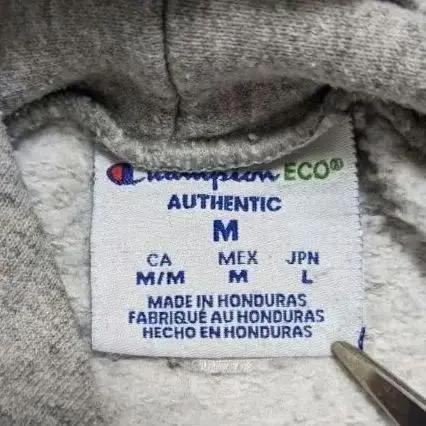 Champion ECO®
AUTHENTIC
M
CA MEX JPN
M/M M L
MADE IN HONDURAS
FABRIQUÉ AU HONDURAS
HECHO EN HONDURAS